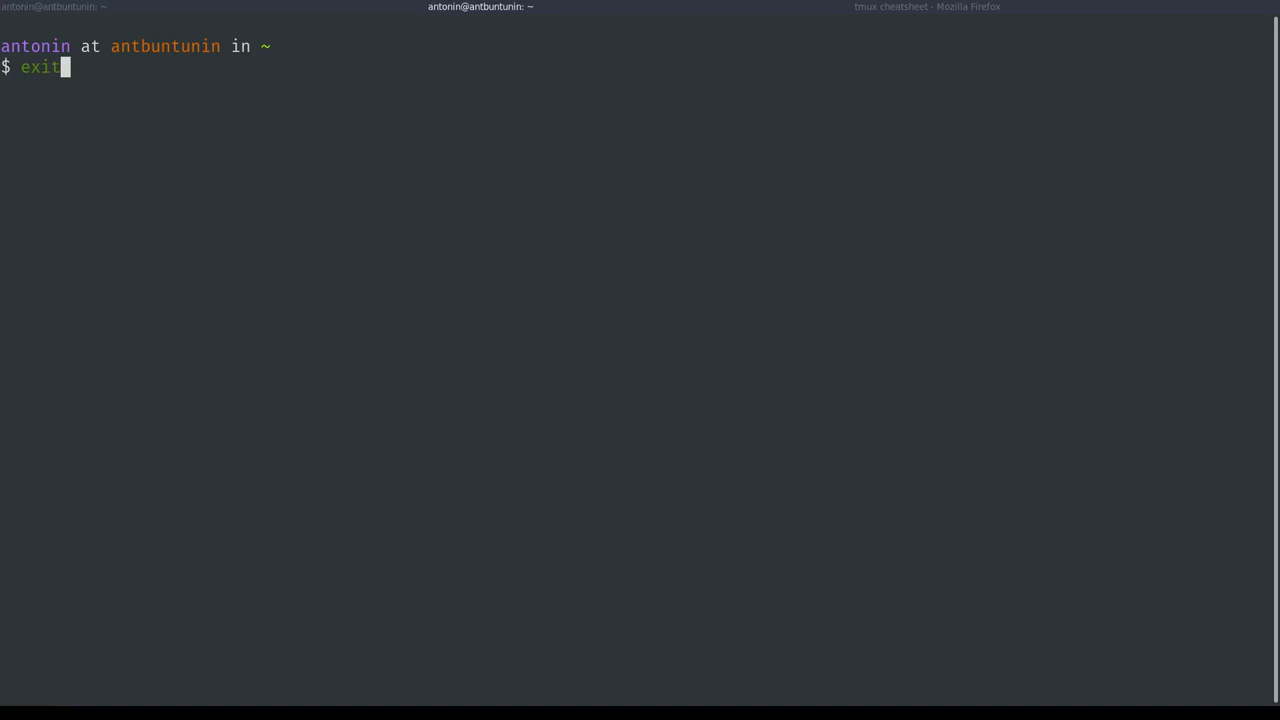 antonin@antbuntunin: ~ antonin@antbuntunin: ~ tmux cheatsheet - Mozilla Firefox
antonin at antbuntunin in ~
$ exit